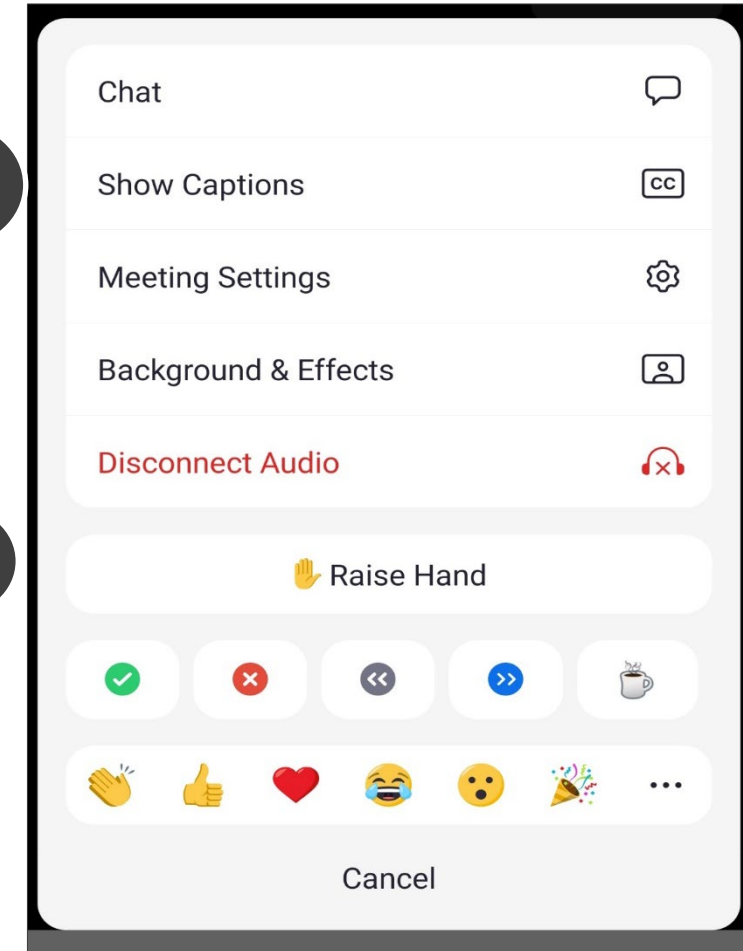 Chat
Show Captions
CC
Meeting Settings
Background & Effects
Disconnect Audio
Raise Hand
Cancel